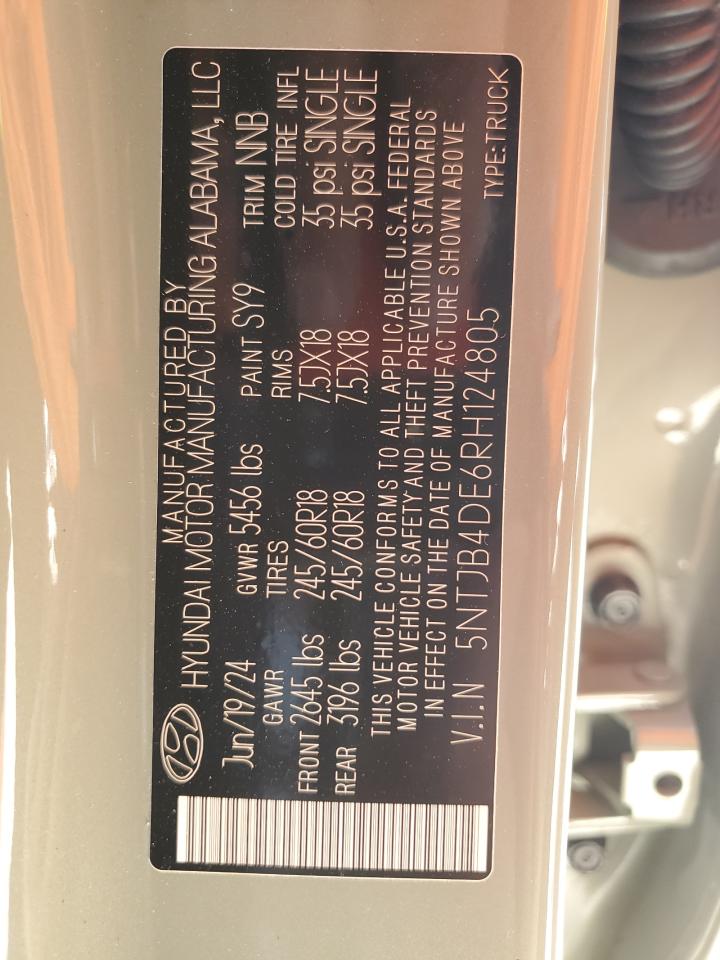 MANUFACTURED BY
HYUNDAI MOTOR MANUFACTURING ALABAMA, LLC
Jun/19/24 GVWR 5456 lbs PAINT SY9 TRIM NNB
GAWR TIRES RIMS COLD TIRE INFL
FRONT 2645 lbs 245/60R18 7.5JX18 35 psi SINGLE
REAR 3196 lbs 245/60R18 7.5JX18 35 psi SINGLE
THIS VEHICLE CONFORMS TO ALL APPLICABLE U.S.A. FEDERAL
MOTOR VEHICLE SAFETY AND THEFT PREVENTION STANDARDS
IN EFFECT ON THE DATE OF MANUFACTURE SHOWN ABOVE
V.I.N 5NTJB4DE6RH124805
TYPE:TRUCK